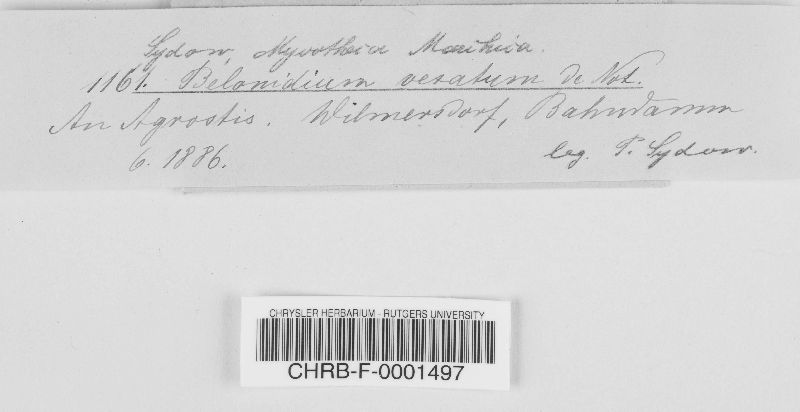 Sydow, Mycotheca Marchica.
1161. Belonidium vexatum de Not.
An Agrostis. Wilmersdorf, Bahndamm
6. 1886. leg. P. Sydow.
CHRYSLER HERBARIUM - RUTGERS UNIVERSITY
CHRB-F-0001497